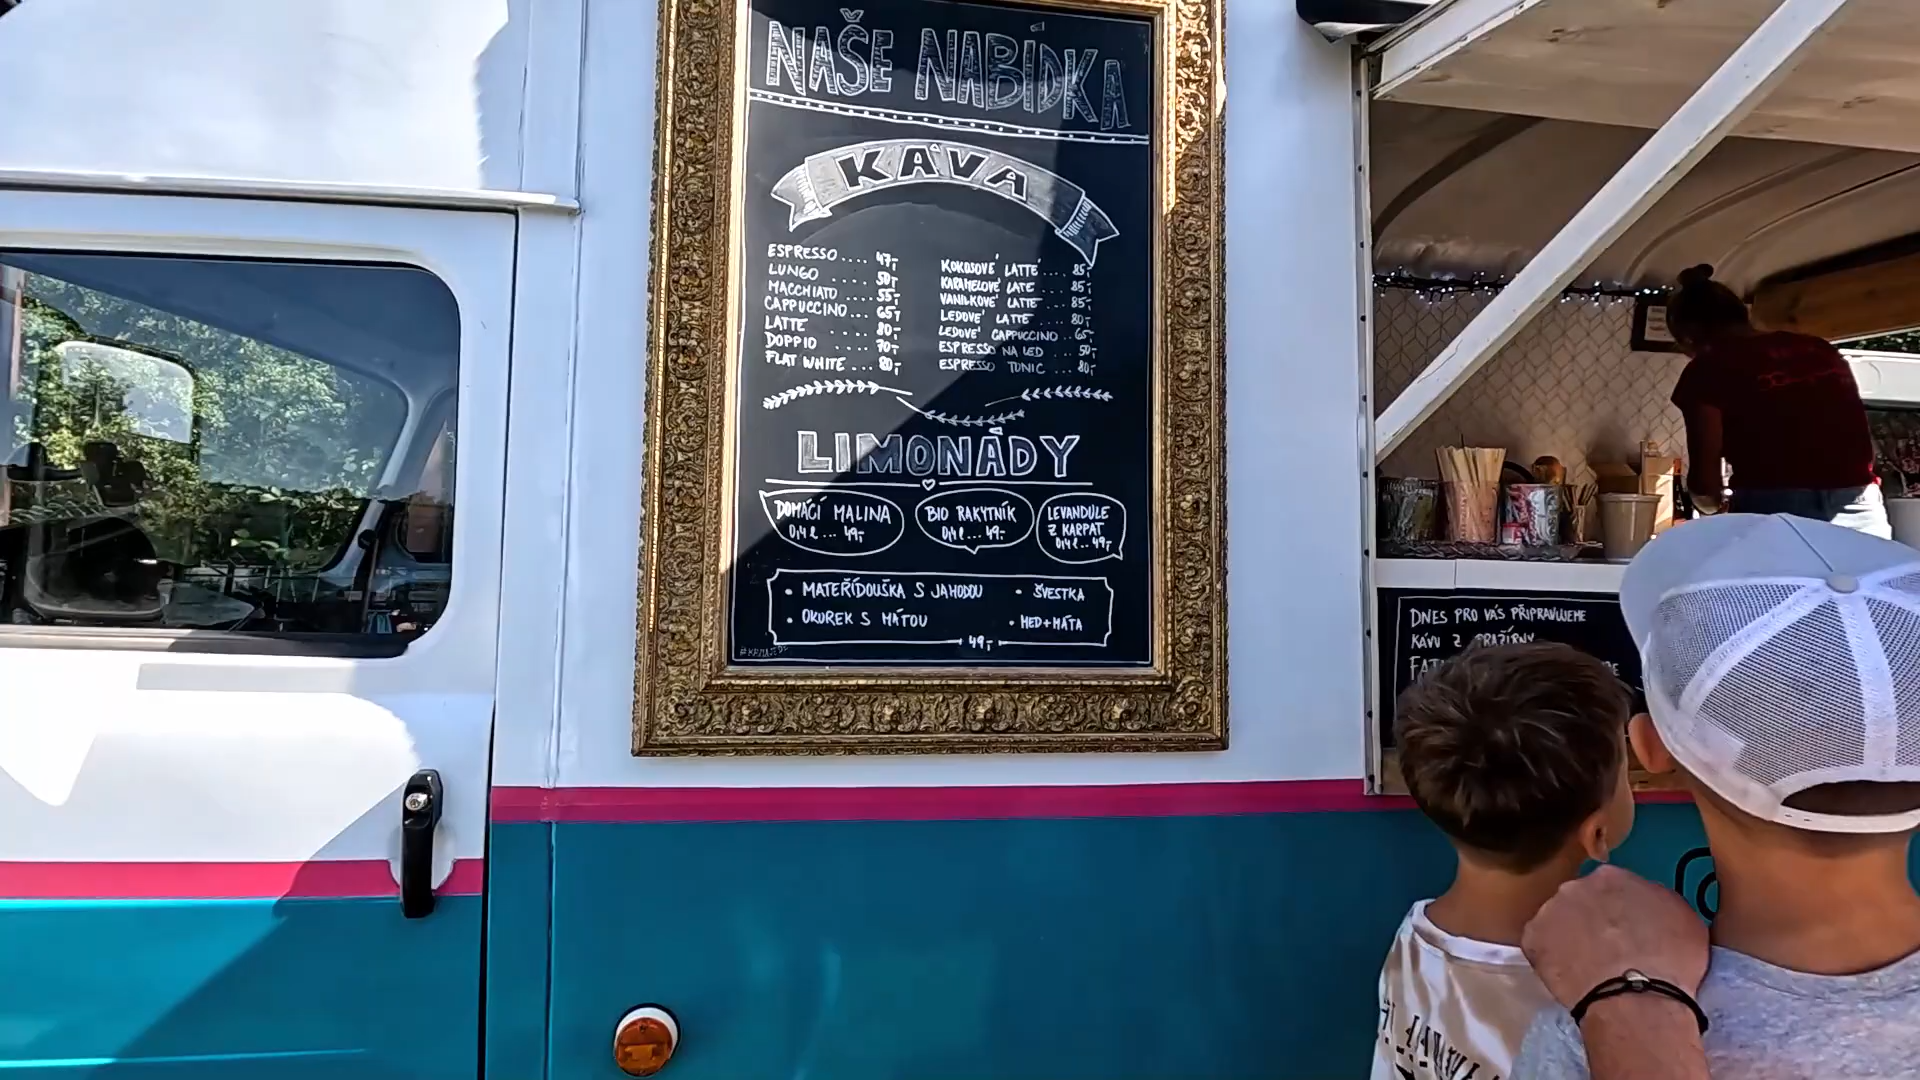 NAŠE NABÍDKA
KÁVA
ESPRESSO .... 47,-
LUNGO ... 50,-
MACCHIATO .... 55,-
CAPPUCCINO ... 65,-
LATTE ..... 80,-
DOPPIO ..... 70,-
FLAT WHITE ... 80,-
KOKOSOVÉ LATTÉ ... 85,-
KARAMELOVÉ LATE ... 85,-
VANILKOVÉ LATTE ... 85,-
LEDOVÉ LATTE ... 80,-
LEDOVÉ CAPPUCCINO ... 65,-
ESPRESSO NA LED ... 50,-
ESPRESSO TONIC ... 80,-
LIMONÁDY
DOMÁCÍ MALINA
0,4 l ... 49,-
BIO RAKYTNÍK
0,4 l ... 49,-
LEVANDULE
Z KARPAT
0,4 l ... 49,-
• MATEŘÍDOUŠKA S JAHODOU
• OKUREK S MÁTOU
• ŠVESTKA
• MED+MÁTA
49,-
DNES PRO VÁS PŘIPRAVUJEME
KÁVU Z PRAŽÍRNY